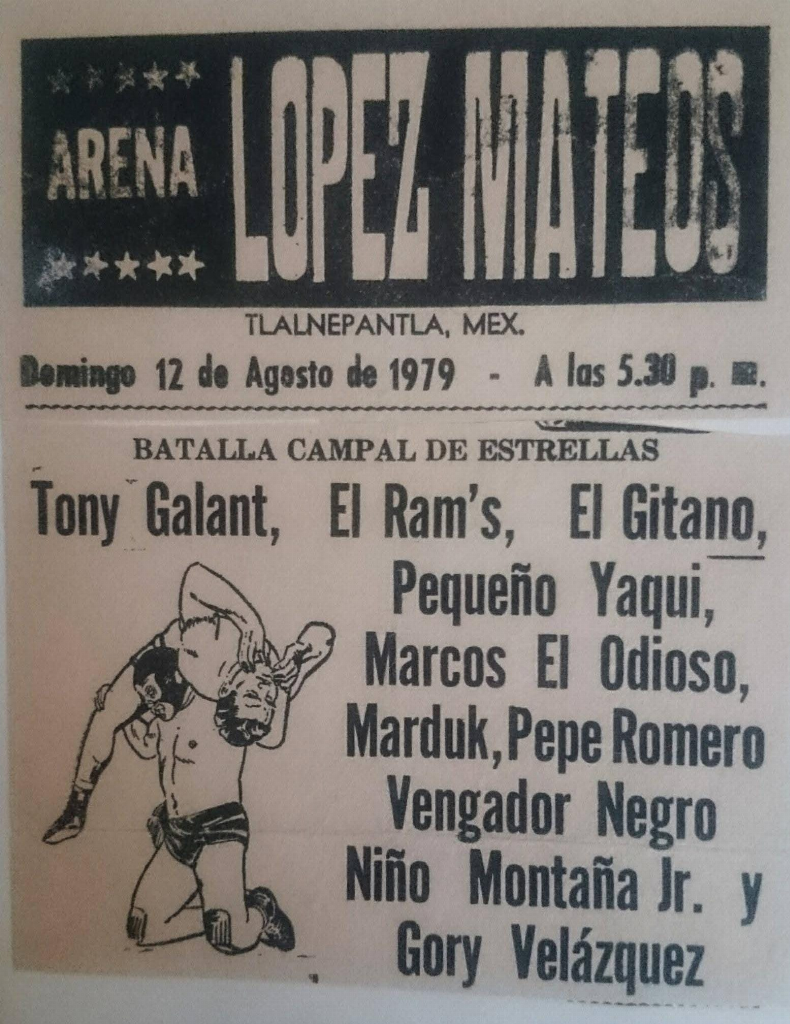 ARENA
LOPEZ MATEOS
TLALNEPANTLA, MEX.
Domingo 12 de Agosto de 1979 - A las 5.30 p. m.
BATALLA CAMPAL DE ESTRELLAS
Tony Galant, El Ram's, El Gitano,
Pequeño Yaqui,
Marcos El Odioso,
Marduk, Pepe Romero
Vengador Negro
Niño Montaña Jr. y
Gory Velázquez